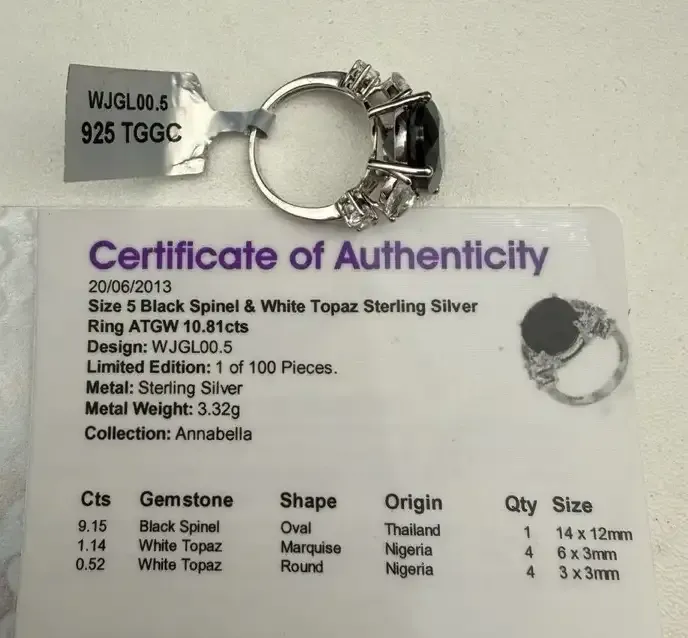 WJGL00.5
925 TGGC
Certificate of Authenticity
20/06/2013
Size 5 Black Spinel & White Topaz Sterling Silver
Ring ATGW 10.81cts
Design: WJGL00.5
Limited Edition: 1 of 100 Pieces.
Metal: Sterling Silver
Metal Weight: 3.32g
Collection: Annabella
Cts Gemstone Shape Origin Qty Size
9.15 Black Spinel Oval Thailand 1 14 x 12mm
1.14 White Topaz Marquise Nigeria 4 6 x 3mm
0.52 White Topaz Round Nigeria 4 3 x 3mm